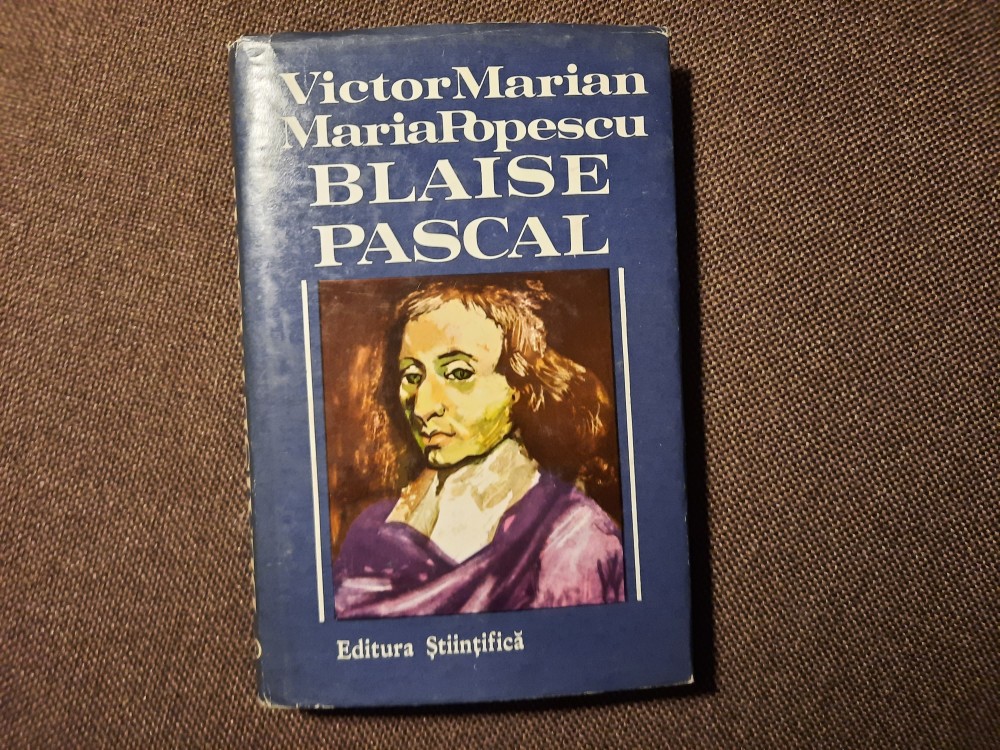 Victor Marian
Maria Popescu
BLAISE
PASCAL
Editura Științifică